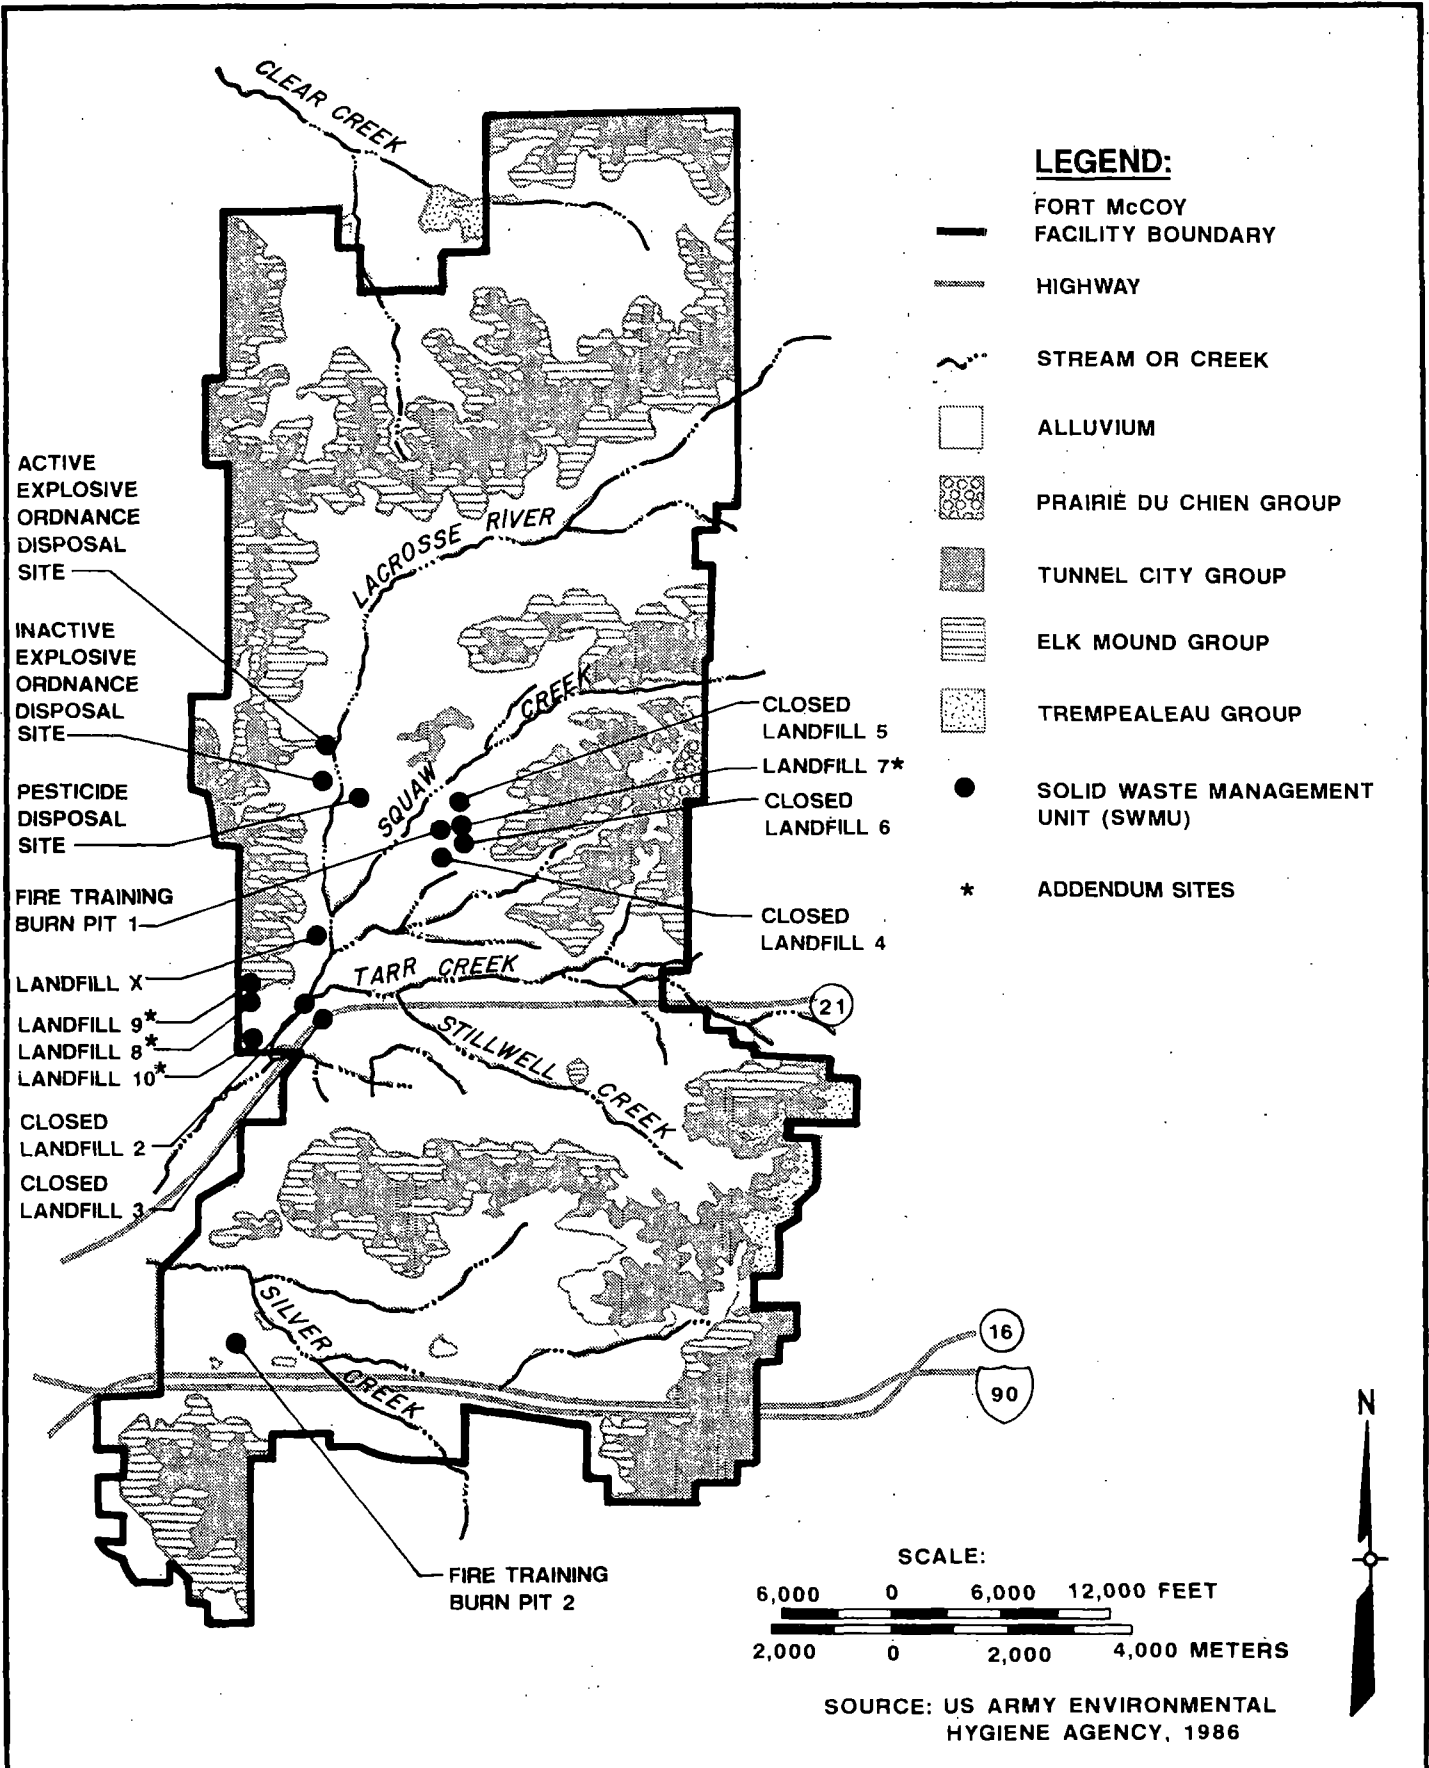 CLEAR CREEK
LEGEND:
FORT McCOY
FACILITY BOUNDARY
HIGHWAY
STREAM OR CREEK
ALLUVIUM
PRAIRIE DU CHIEN GROUP
TUNNEL CITY GROUP
ELK MOUND GROUP
TREMPEALEAU GROUP
SOLID WASTE MANAGEMENT
UNIT (SWMU)
* ADDENDUM SITES
ACTIVE
EXPLOSIVE
ORDNANCE
DISPOSAL
SITE
INACTIVE
EXPLOSIVE
ORDNANCE
DISPOSAL
SITE
PESTICIDE
DISPOSAL
SITE
FIRE TRAINING
BURN PIT 1
LANDFILL X
LANDFILL 9*
LANDFILL 8*
LANDFILL 10*
CLOSED
LANDFILL 2
CLOSED
LANDFILL 3
LACROSSE RIVER
SQUAW CREEK
CLOSED
LANDFILL 5
LANDFILL 7*
CLOSED
LANDFILL 6
CLOSED
LANDFILL 4
TARR CREEK
21
STILLWELL CREEK
SILVER CREEK
16
90
FIRE TRAINING
BURN PIT 2
N
SCALE:
6,000 0 6,000 12,000 FEET
2,000 0 2,000 4,000 METERS
SOURCE: US ARMY ENVIRONMENTAL
HYGIENE AGENCY, 1986